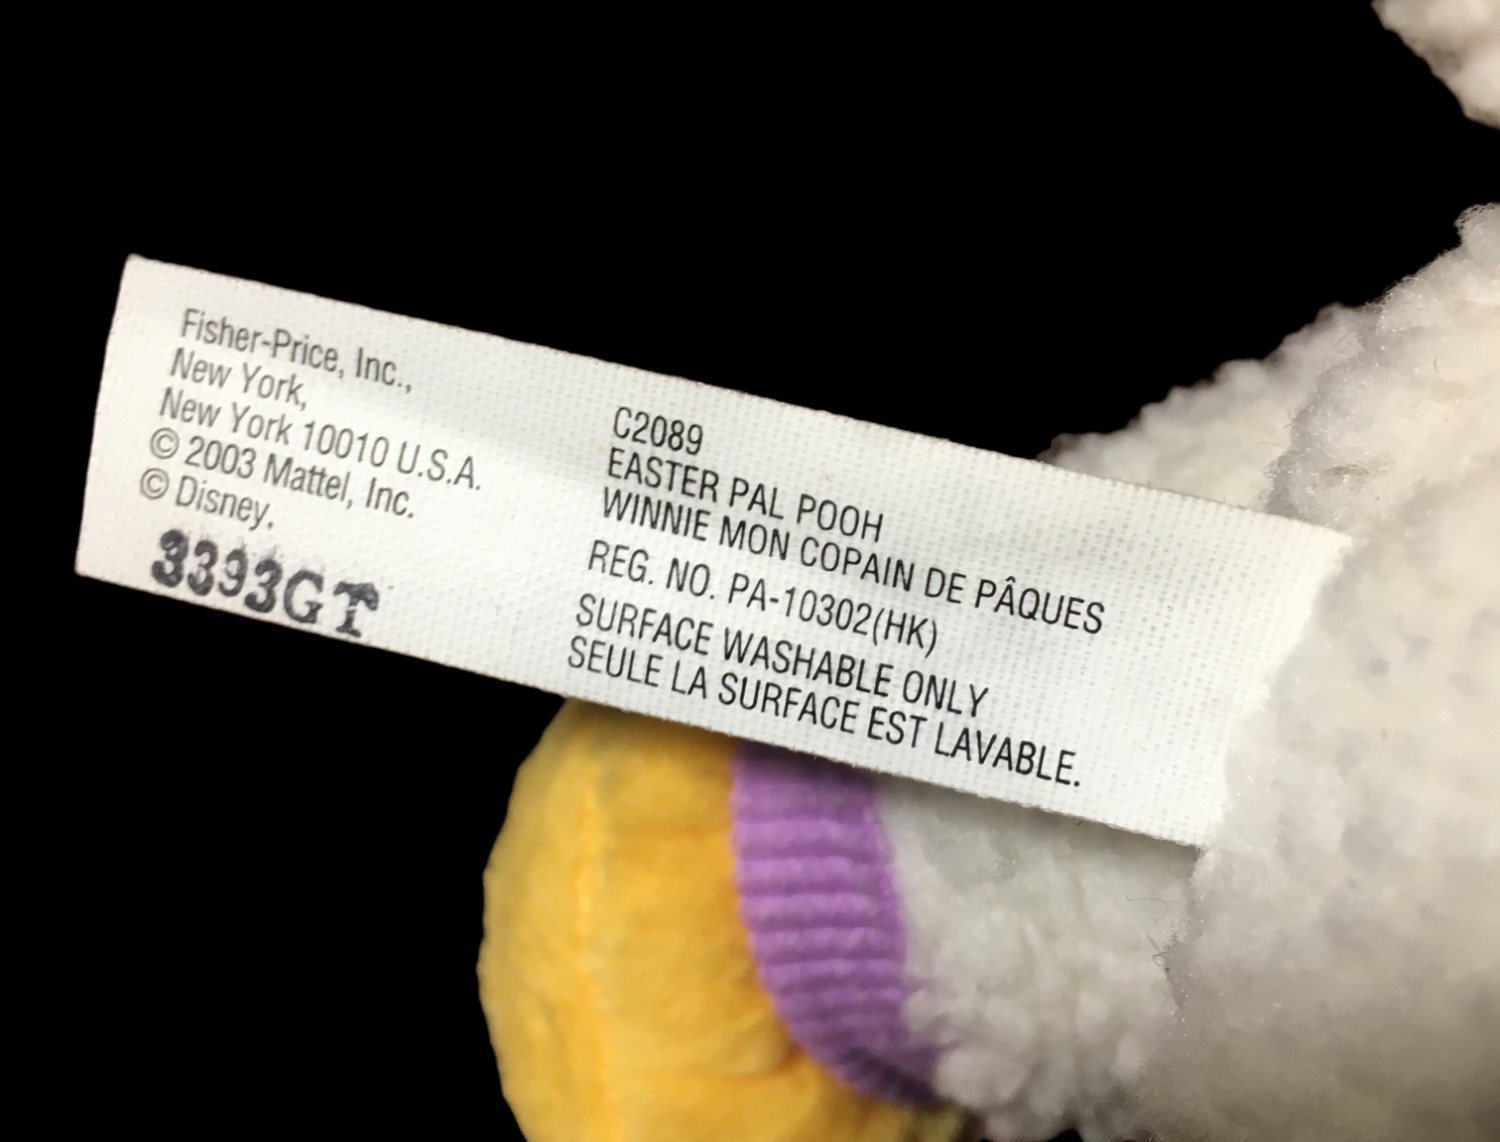 Fisher-Price, Inc.,
New York,
New York 10010 U.S.A.
© 2003 Mattel, Inc.
© Disney.
3393GT
C2089
EASTER PAL POOH
WINNIE MON COPAIN DE PÂQUES
REG. NO. PA-10302(HK)
SURFACE WASHABLE ONLY
SEULE LA SURFACE EST LAVABLE.